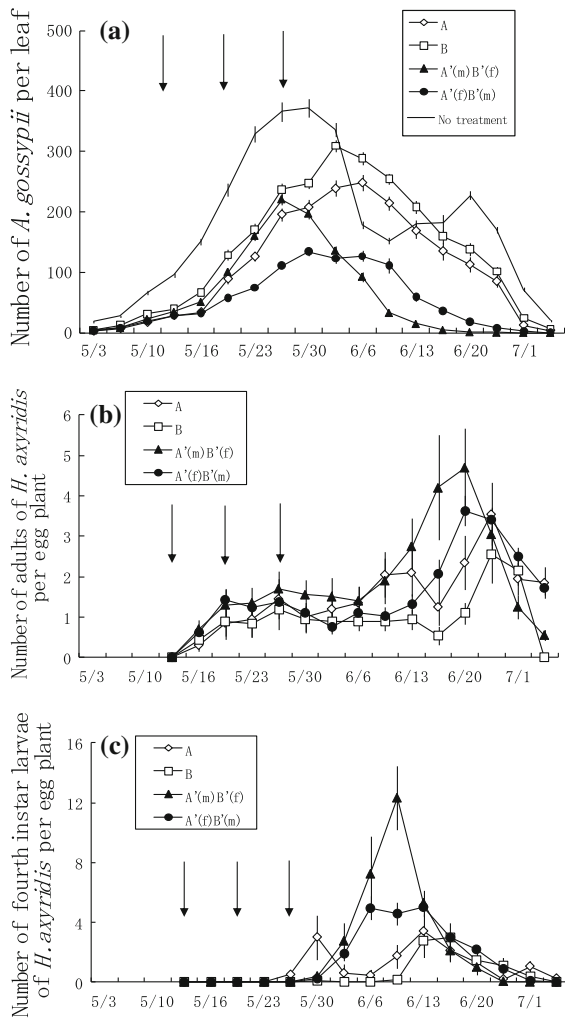 (a)
Number of A. gossypii per leaf
500
400
300
200
100
0
5/3 5/10 5/16 5/23 5/30 6/6 6/13 6/20 7/1
A
B
A'(m)B'(f)
A'(f)B'(m)
No treatment
(b)
Number of adults of H. axyridis
per egg plant
6
5
4
3
2
1
0
5/3 5/10 5/16 5/23 5/30 6/6 6/13 6/20 7/1
A
B
A'(m)B'(f)
A'(f)B'(m)
(c)
Number of fourth instar larvae
of H. axyridis per egg plant
16
12
8
4
0
5/3 5/10 5/16 5/23 5/30 6/6 6/13 6/20 7/1
A
B
A'(m)B'(f)
A'(f)B'(m)